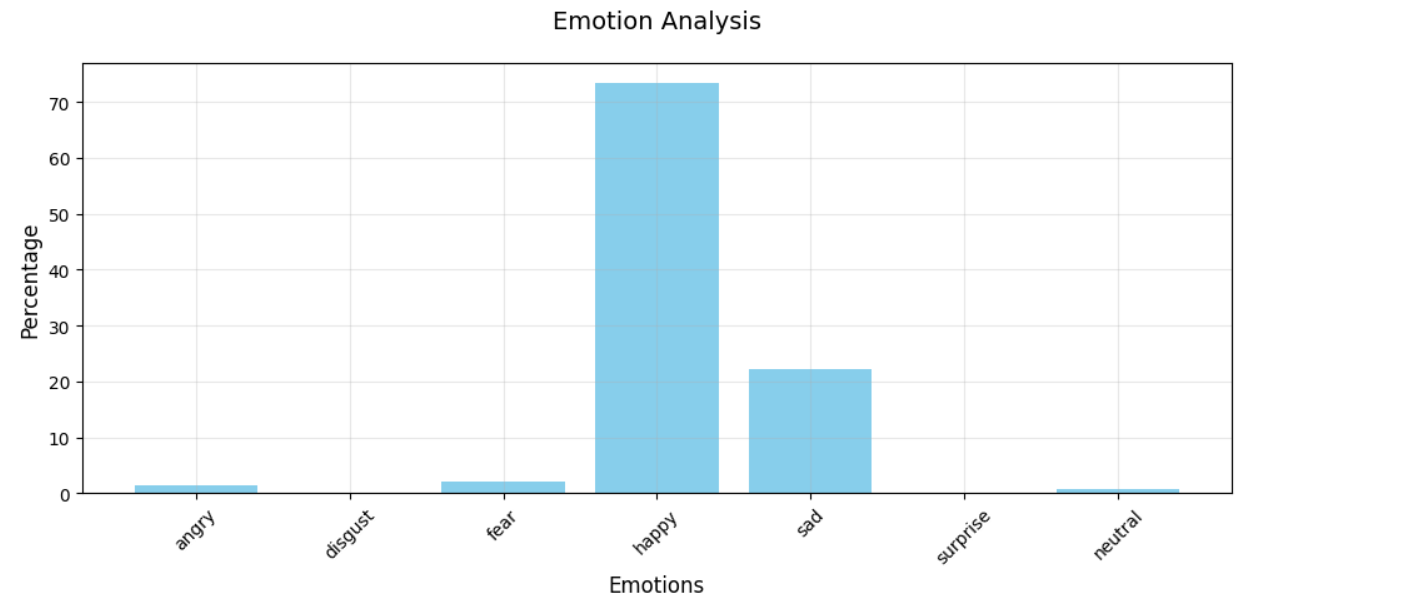 Emotion Analysis
70
60
50
40
30
20
10
0
Percentage
angry
disgust
fear
happy
sad
surprise
neutral
Emotions